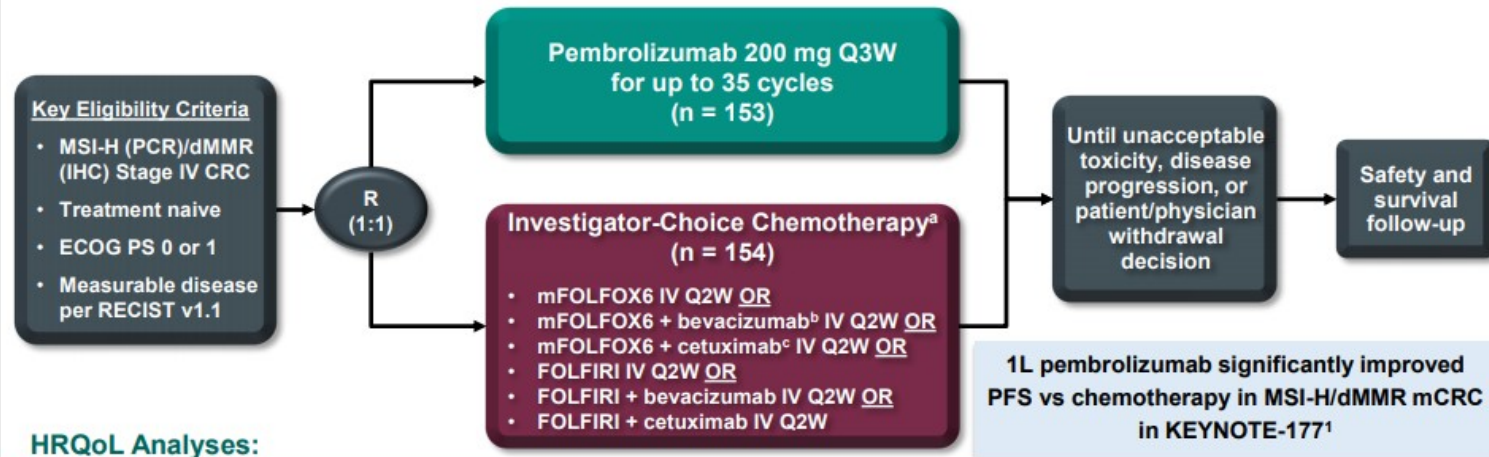 Key Eligibility Criteria
• MSI-H (PCR)/dMMR
(IHC) Stage IV CRC
• Treatment naive
• ECOG PS 0 or 1
• Measurable disease
per RECIST v1.1
R
(1:1)
Pembrolizumab 200 mg Q3W
for up to 35 cycles
(n = 153)
Investigator-Choice Chemotherapyᵃ
(n = 154)
• mFOLFOX6 IV Q2W OR
• mFOLFOX6 + bevacizumabᵇ IV Q2W OR
• mFOLFOX6 + cetuximabᶜ IV Q2W OR
• FOLFIRI IV Q2W OR
• FOLFIRI + bevacizumab IV Q2W OR
• FOLFIRI + cetuximab IV Q2W
Until unacceptable
toxicity, disease
progression, or
patient/physician
withdrawal
decision
Safety and
survival
follow-up
1L pembrolizumab significantly improved
PFS vs chemotherapy in MSI-H/dMMR mCRC
in KEYNOTE-177¹
HRQoL Analyses: